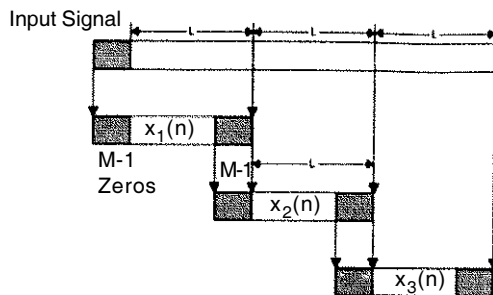 Input Signal
L L L
x1(n)
M-1
Zeros
M-1
L
x2(n)
x3(n)